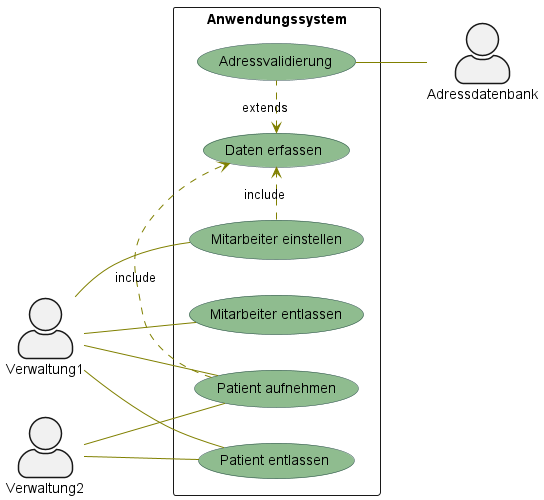 Anwendungssystem
Adressvalidierung
Adressdatenbank
extends
Daten erfassen
include
Mitarbeiter einstellen
include
Mitarbeiter entlassen
Verwaltung1
Patient aufnehmen
Patient entlassen
Verwaltung2